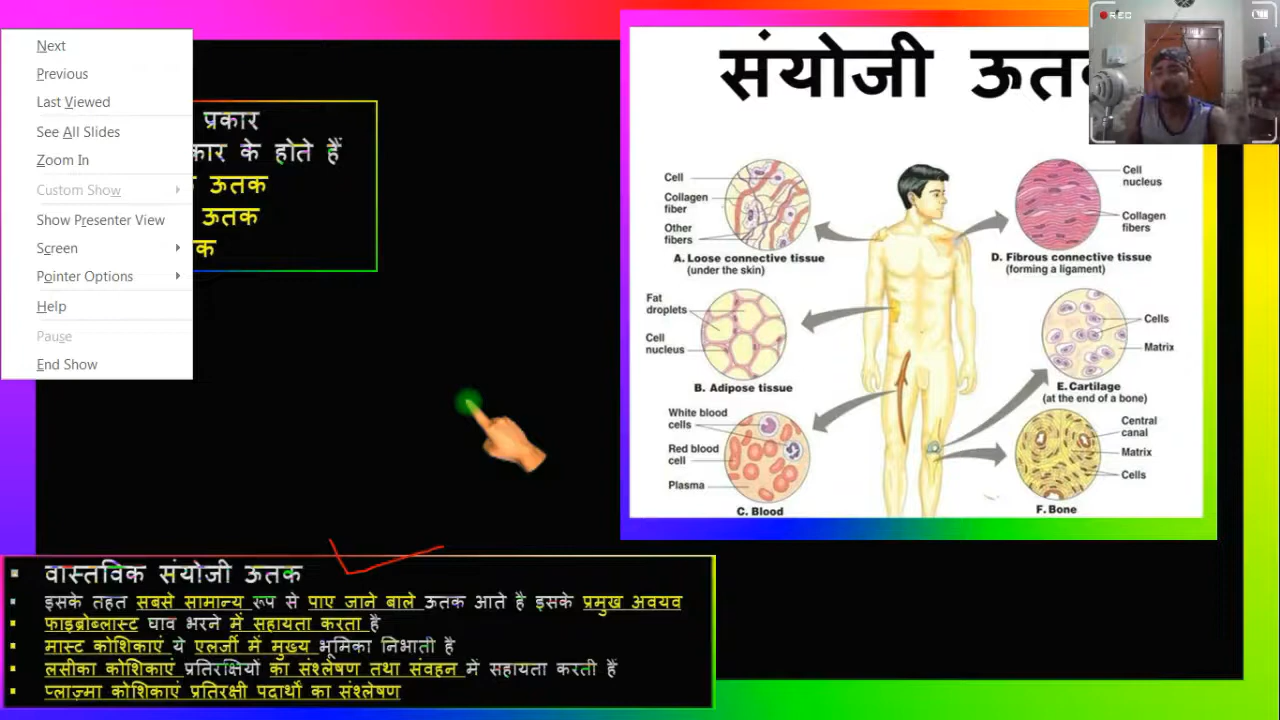 Next
Previous
Last Viewed
See All Slides
Zoom In
Custom Show
Show Presenter View
Screen
Pointer Options
Help
Pause
End Show
प्रकार
के होते हैं
ऊतक
ऊतक
संयोजी
REC
Cell
Collagen
fiber
Other
fibers
A. Loose connective tissue
(under the skin)
Fat
droplets
Cell
nucleus
B. Adipose tissue
White blood
cells
Red blood
cell
Plasma
C. Blood
Cell
nucleus
Collagen
fibers
D. Fibrous connective tissue
(forming a ligament)
Cells
Matrix
E. Cartilage
(at the end of a bone)
Central
canal
Matrix
Cells
F. Bone
वास्तविक संयोजी ऊतक
इसके तहत सबसे सामान्य रूप से पाए जाने बाले ऊतक आते है इसके प्रमुख अवयव
फाइब्रोब्लास्ट घाव भरने में सहायता करता है
मास्ट कोशिकाएं ये एलर्जी में मुख्य भूमिका निभाती है
लसीका कोशिकाएं प्रतिरक्षियों का संश्लेषण तथा संवहन में सहायता करती हैं
प्लाज़्मा कोशिकाएं प्रतिरक्षी पदार्थो का संश्लेषण